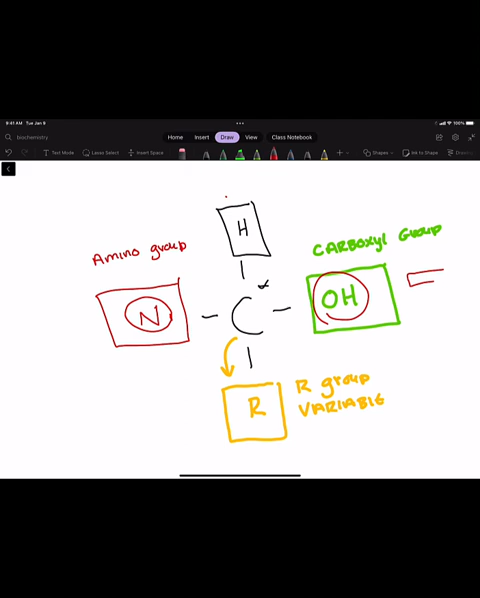 9:41 AM Tue Jan 9
100%
biochemistry
Home Insert Draw View Class Notebook
Text Mode Lasso Select Insert Space Shapes Ink to Shape
H
CARBOXYL GROUP
Amino group
N
C
OH
R
R group
VARIABLE